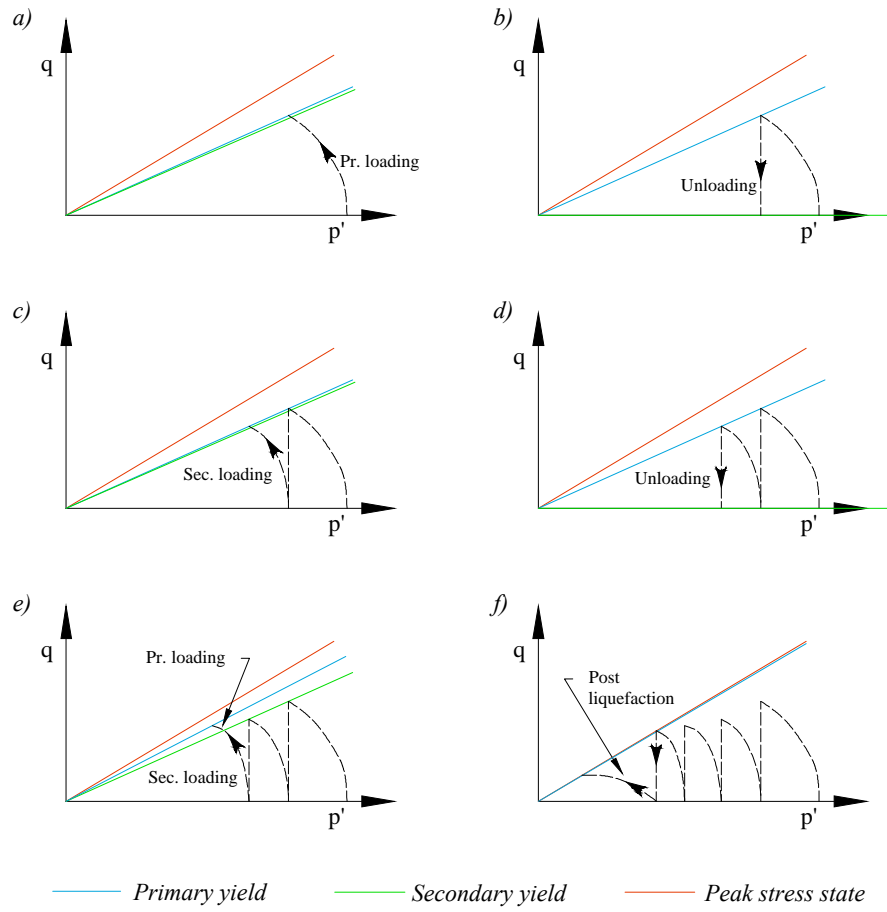 a)
q
Pr. loading
p'
b)
q
Unloading
p'
c)
q
Sec. loading
p'
d)
q
Unloading
p'
e)
q
Pr. loading
Sec. loading
p'
f)
q
Post
liquefaction
p'
Primary yield
Secondary yield
Peak stress state